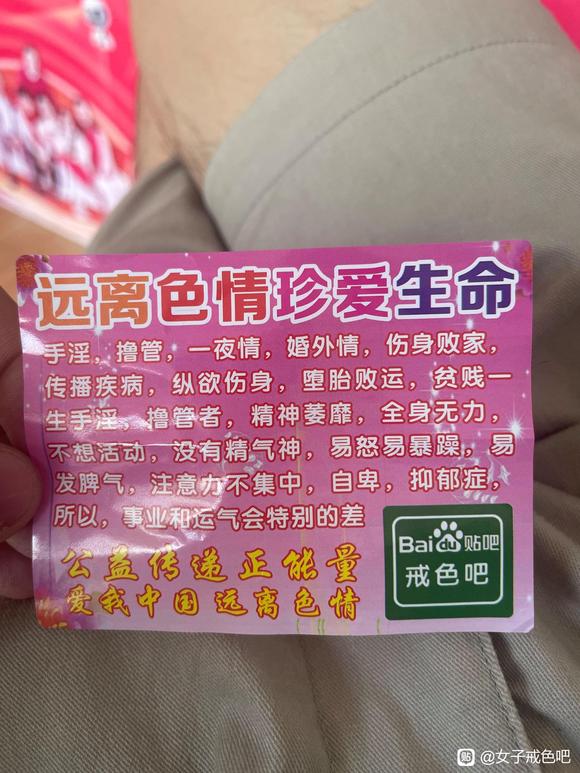 远离色情珍爱生命
手淫，撸管，一夜情，婚外情，伤身败家，
传播疾病，纵欲伤身，堕胎败运，贫贱一
生手淫，撸管者，精神萎靡，全身无力，
不想活动，没有精气神，易怒易暴躁，易
发脾气，注意力不集中，自卑，抑郁症，
所以，事业和运气会特别的差
公益传递正能量
爱我中国 远离色情
Bai du 贴吧
戒色吧
贴 @女子戒色吧